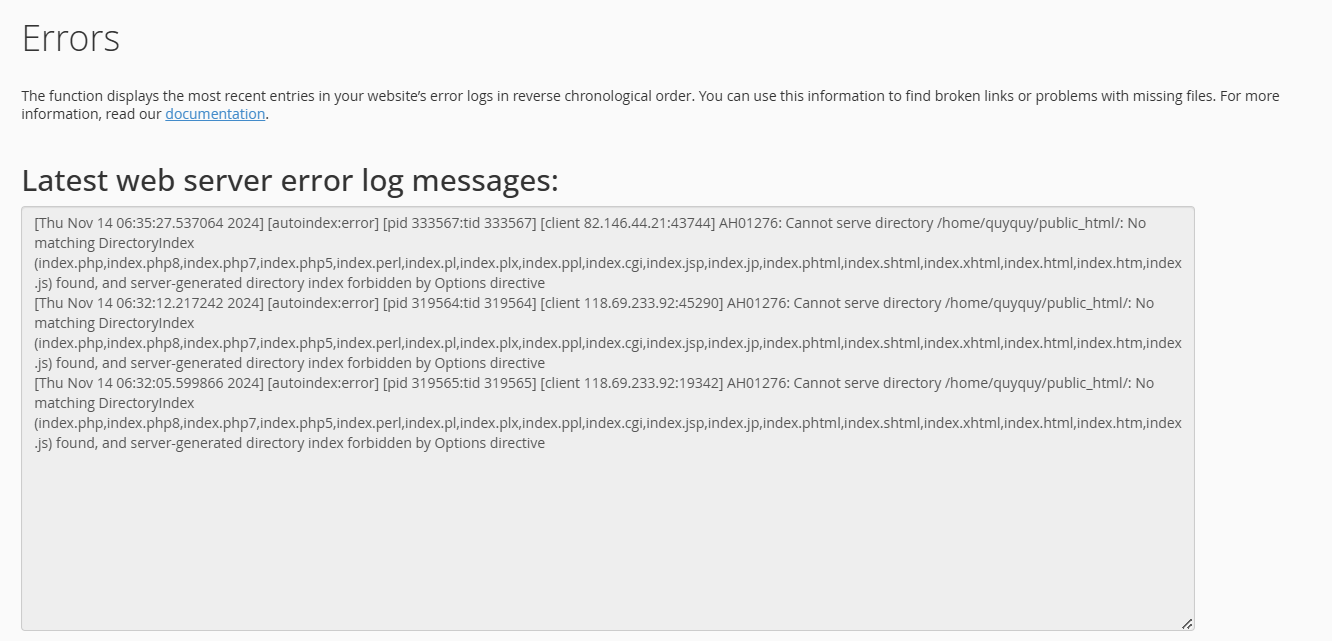 Errors
The function displays the most recent entries in your website’s error logs in reverse chronological order. You can use this information to find broken links or problems with missing files. For more
information, read our documentation.
Latest web server error log messages:
[Thu Nov 14 06:35:27.537064 2024] [autoindex:error] [pid 333567:tid 333567] [client 82.146.44.21:43744] AH01276: Cannot serve directory /home/quyquy/public_html/: No
matching DirectoryIndex
(index.php,index.php8,index.php7,index.php5,index.perl,index.pl,index.plx,index.ppl,index.cgi,index.jsp,index.jp,index.phtml,index.shtml,index.xhtml,index.html,index.htm,index
.js) found, and server-generated directory index forbidden by Options directive
[Thu Nov 14 06:32:12.217242 2024] [autoindex:error] [pid 319564:tid 319564] [client 118.69.233.92:45290] AH01276: Cannot serve directory /home/quyquy/public_html/: No
matching DirectoryIndex
(index.php,index.php8,index.php7,index.php5,index.perl,index.pl,index.plx,index.ppl,index.cgi,index.jsp,index.jp,index.phtml,index.shtml,index.xhtml,index.html,index.htm,index
.js) found, and server-generated directory index forbidden by Options directive
[Thu Nov 14 06:32:05.599866 2024] [autoindex:error] [pid 319565:tid 319565] [client 118.69.233.92:19342] AH01276: Cannot serve directory /home/quyquy/public_html/: No
matching DirectoryIndex
(index.php,index.php8,index.php7,index.php5,index.perl,index.pl,index.plx,index.ppl,index.cgi,index.jsp,index.jp,index.phtml,index.shtml,index.xhtml,index.html,index.htm,index
.js) found, and server-generated directory index forbidden by Options directive